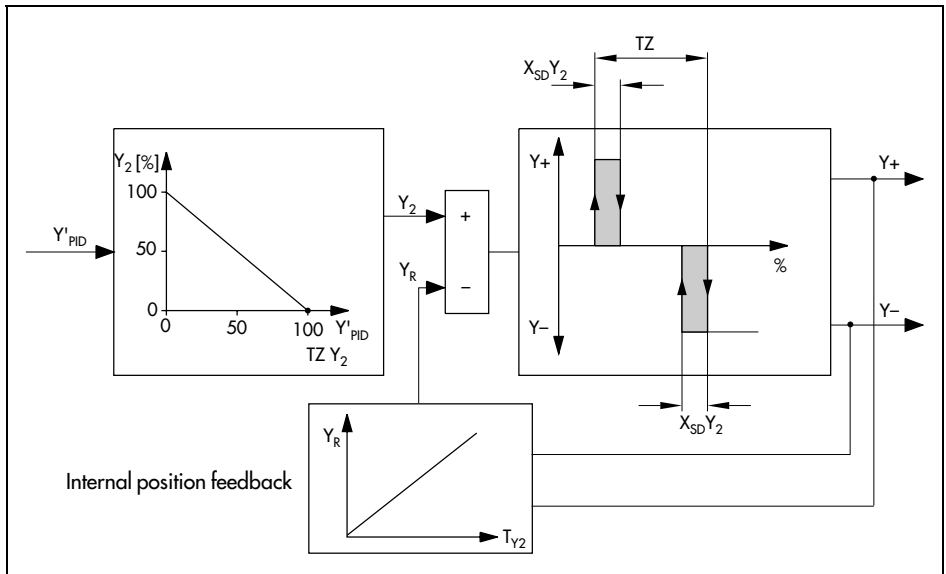 TZ
X_SD Y_2
Y_2 [%]
100
50
0
0 50 100 Y'_PID
TZ Y_2
Y'_PID
Y_2
Y_R
+
−
Y+
Y−
%
X_SD Y_2
Y+
Y−
Internal position feedback
Y_R
T_Y2